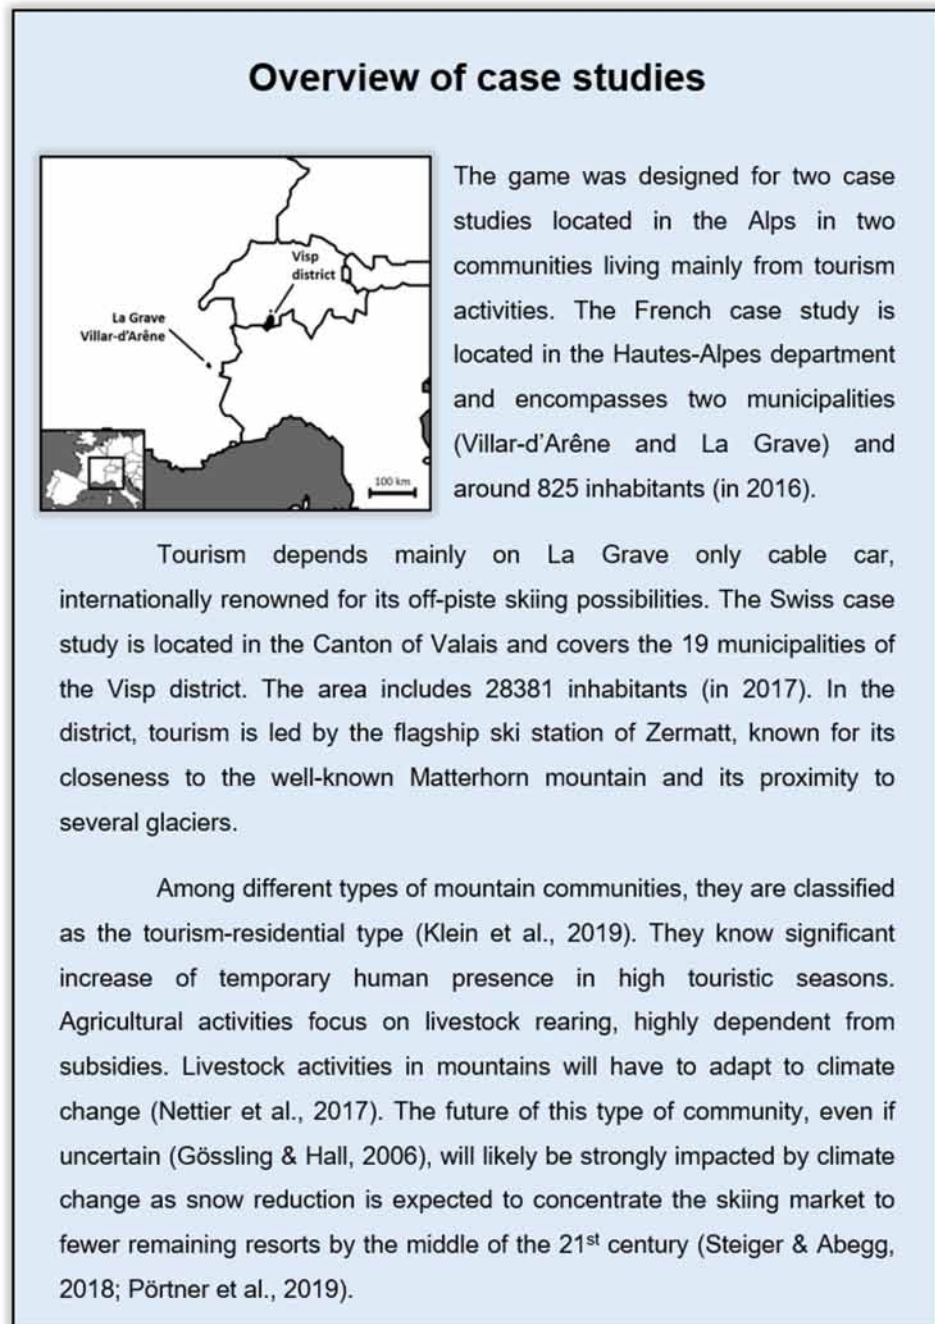 Overview of case studies
Visp
district
La Grave
Villar-d'Arêne
100 km
The game was designed for two case
studies located in the Alps in two
communities living mainly from tourism
activities. The French case study is
located in the Hautes-Alpes department
and encompasses two municipalities
(Villar-d'Arêne and La Grave) and
around 825 inhabitants (in 2016).
Tourism depends mainly on La Grave only cable car,
internationally renowned for its off-piste skiing possibilities. The Swiss case
study is located in the Canton of Valais and covers the 19 municipalities of
the Visp district. The area includes 28381 inhabitants (in 2017). In the
district, tourism is led by the flagship ski station of Zermatt, known for its
closeness to the well-known Matterhorn mountain and its proximity to
several glaciers.
Among different types of mountain communities, they are classified
as the tourism-residential type (Klein et al., 2019). They know significant
increase of temporary human presence in high touristic seasons.
Agricultural activities focus on livestock rearing, highly dependent from
subsidies. Livestock activities in mountains will have to adapt to climate
change (Nettier et al., 2017). The future of this type of community, even if
uncertain (Gössling & Hall, 2006), will likely be strongly impacted by climate
change as snow reduction is expected to concentrate the skiing market to
fewer remaining resorts by the middle of the 21st century (Steiger & Abegg,
2018; Pörtner et al., 2019).